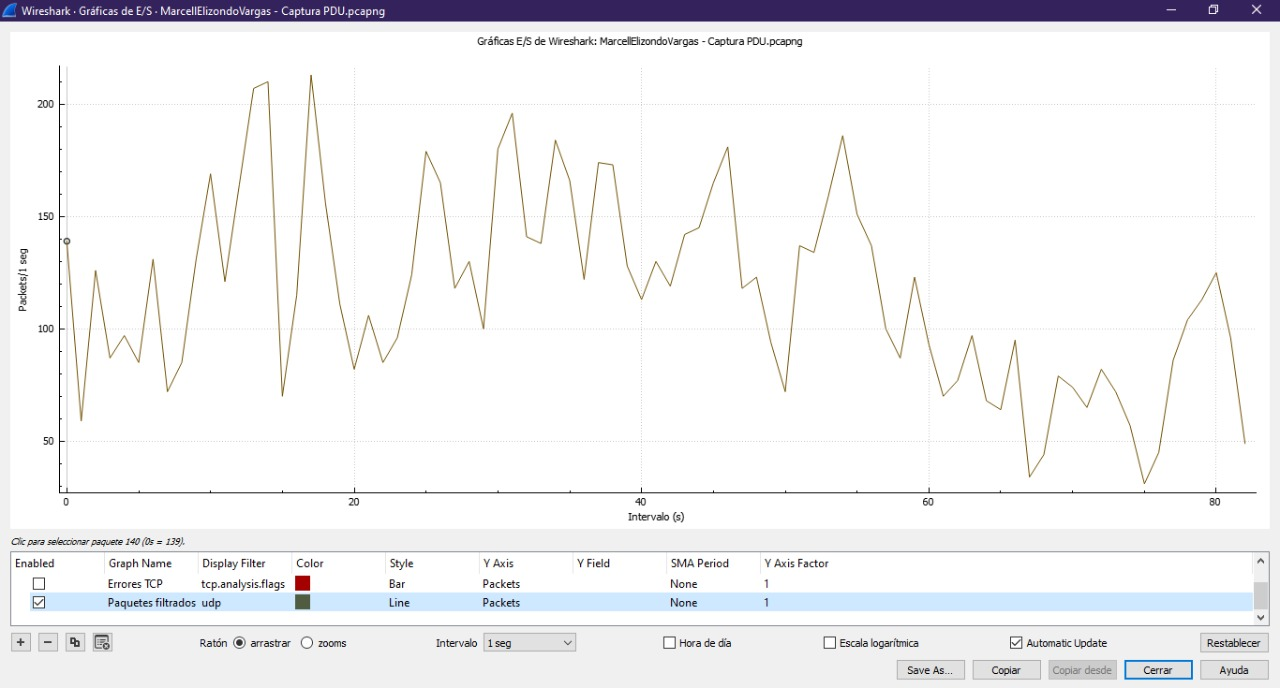 Wireshark · Gráficas de E/S · MarcellElizondoVargas - Captura PDU.pcapng
Gráficas E/S de Wireshark: MarcellElizondoVargas - Captura PDU.pcapng
Packets/1 seg
200
150
100
50
0 20 40 60 80
Intervalo (s)
Clic para seleccionar paquete 140 (0s = 139).
Enabled Graph Name Display Filter Color Style Y Axis Y Field SMA Period Y Axis Factor
Errores TCP tcp.analysis.flags Bar Packets None 1
Paquetes filtrados udp Line Packets None 1
Ratón arrastrar zooms Intervalo 1 seg Hora de día Escala logarítmica Automatic Update Restablecer
Save As... Copiar Copiar desde Cerrar Ayuda